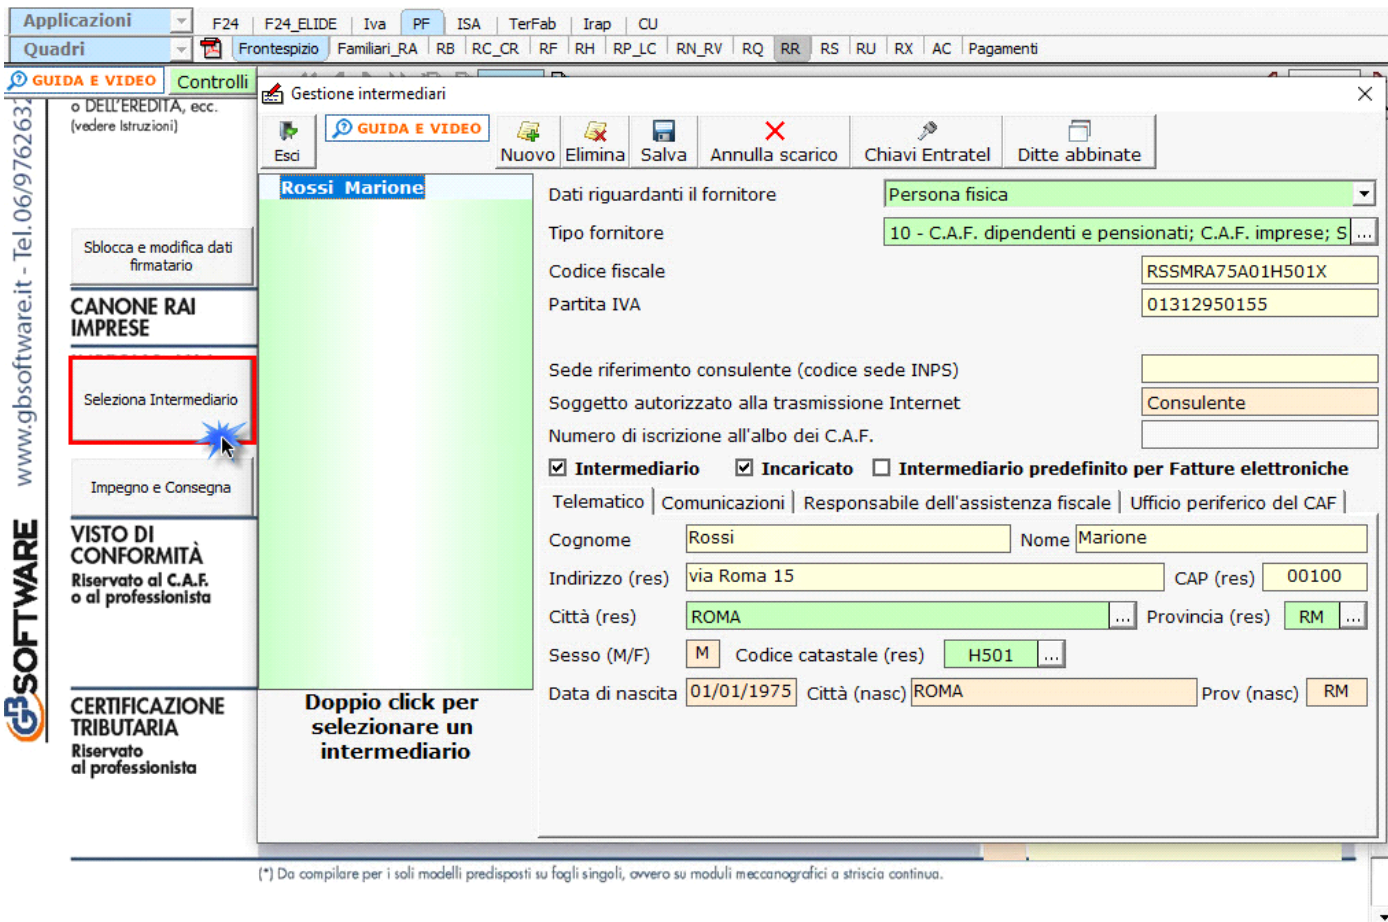 Applicazioni F24 F24_ELIDE Iva PF ISA TerFab Irap CU
Quadri Frontespizio Familiari_RA RB RC_CR RF RH RP_LC RN_RV RQ RR RS RU RX AC Pagamenti
GUIDA E VIDEO Controlli
Gestione intermediari
o DELL'EREDITÀ, ecc.
(vedere Istruzioni)
Esci GUIDA E VIDEO Nuovo Elimina Salva Annulla scarico Chiavi Entratel Ditte abbinate
Rossi Marione
Dati riguardanti il fornitore Persona fisica
Tipo fornitore 10 - C.A.F. dipendenti e pensionati; C.A.F. imprese; S ...
Sblocca e modifica dati
firmatario
Codice fiscale RSSMRA75A01H501X
Partita IVA 01312950155
CANONE RAI
IMPRESE
Sede riferimento consulente (codice sede INPS)
Seleziona Intermediario
Soggetto autorizzato alla trasmissione Internet Consulente
Numero di iscrizione all'albo dei C.A.F.
Intermediario Incaricato Intermediario predefinito per Fatture elettroniche
Impegno e Consegna
Telematico Comunicazioni Responsabile dell'assistenza fiscale Ufficio periferico del CAF
VISTO DI
CONFORMITÀ
Riservato al C.A.F.
o al professionista
Cognome Rossi Nome Marione
Indirizzo (res) via Roma 15 CAP (res) 00100
Città (res) ROMA ... Provincia (res) RM ...
Sesso (M/F) M Codice catastale (res) H501 ...
Data di nascita 01/01/1975 Città (nasc) ROMA Prov (nasc) RM
Doppio click per
selezionare un
intermediario
CERTIFICAZIONE
TRIBUTARIA
Riservato
al professionista
(*) Da compilare per i soli modelli predisposti su fogli singoli, ovvero su moduli meccanografici a striscia continua.
GBSOFTWARE www.gbsoftware.it - Tel.06/9762632